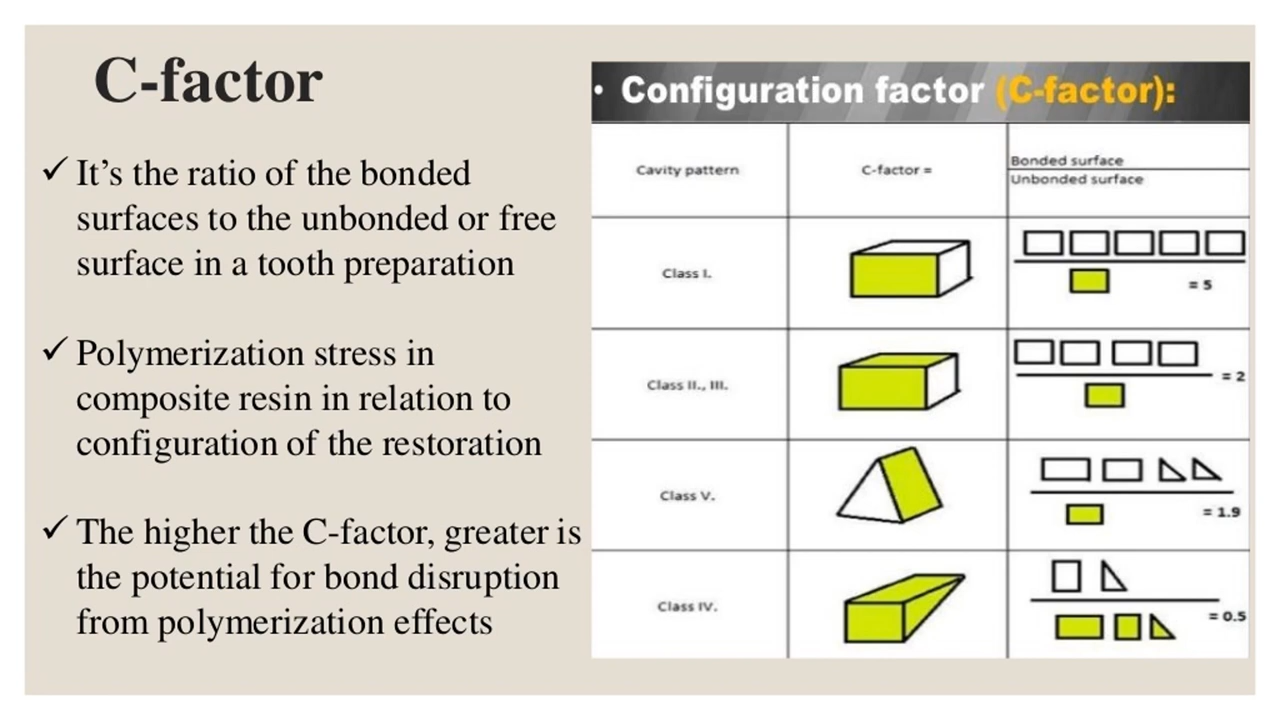 C-factor
✓ It’s the ratio of the bonded
surfaces to the unbonded or free
surface in a tooth preparation
✓ Polymerization stress in
composite resin in relation to
configuration of the restoration
✓ The higher the C-factor, greater is
the potential for bond disruption
from polymerization effects
• Configuration factor (C-factor):
Cavity pattern
C-factor =
Bonded surface
Unbonded surface
Class I.
= 5
Class II., III.
= 2
Class V.
= 1.9
Class IV.
= 0.5